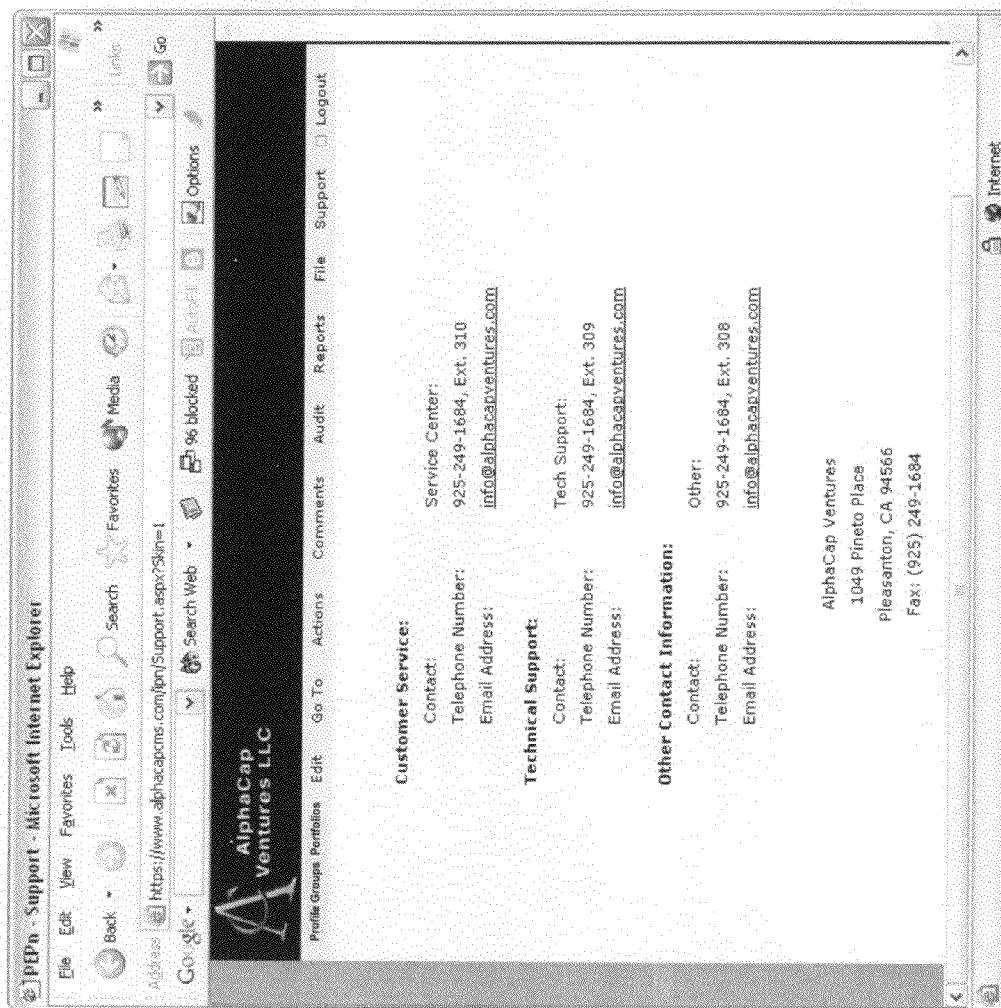 PEPn - Support - Microsoft Internet Explorer
File Edit View Favorites Tools Help
Back Search Favorites Media
Address https://www.alphacapcms.com/ipn/Support.aspx?Skin=1 Go Links
Google Search Web 96 blocked AutoFill Options
AlphaCap
Ventures LLC
Profile Groups Portfolios Edit Go To Actions Comments Audit Reports File Support Logout
Customer Service:
Contact: Service Center:
Telephone Number: 925-249-1684, Ext. 310
Email Address: info@alphacapventures.com
Technical Support:
Contact: Tech Support:
Telephone Number: 925-249-1684, Ext. 309
Email Address: info@alphacapventures.com
Other Contact Information:
Contact: Other:
Telephone Number: 925-249-1684, Ext. 308
Email Address: info@alphacapventures.com
AlphaCap Ventures
1049 Pineto Place
Pleasanton, CA 94566
Fax: (925) 249-1684
Internet